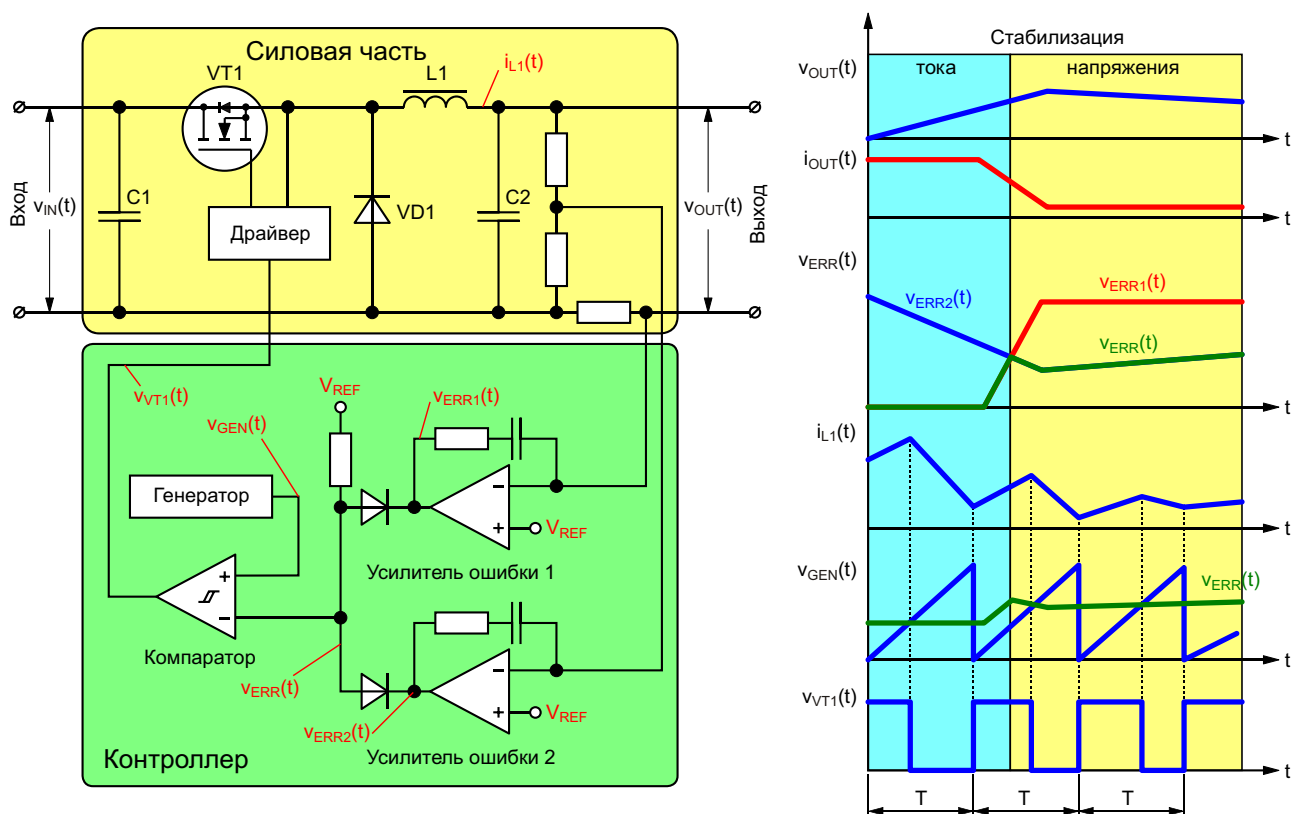 Силовая часть
VT1
L1
iL1(t)
Вход
vIN(t)
C1
Драйвер
VD1
C2
vOUT(t)
Выход
vVT1(t)
VREF
vERR1(t)
vGEN(t)
Генератор
VREF
Усилитель ошибки 1
Компаратор
vERR(t)
vERR2(t)
VREF
Усилитель ошибки 2
Контроллер
Стабилизация
тока
напряжения
vOUT(t)
t
iOUT(t)
t
vERR(t)
vERR2(t)
vERR1(t)
vERR(t)
t
iL1(t)
t
vGEN(t)
vERR(t)
t
vVT1(t)
t
T
T
T